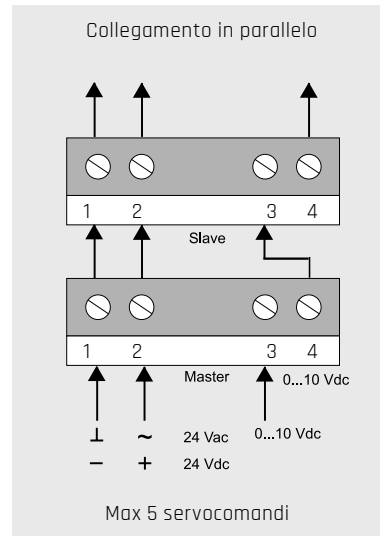 Collegamento in parallelo
1 2 3 4
Slave
1 2 3 4
Master
0...10 Vdc
⊥ ~ 24 Vac 0...10 Vdc
− + 24 Vdc
Max 5 servocomandi